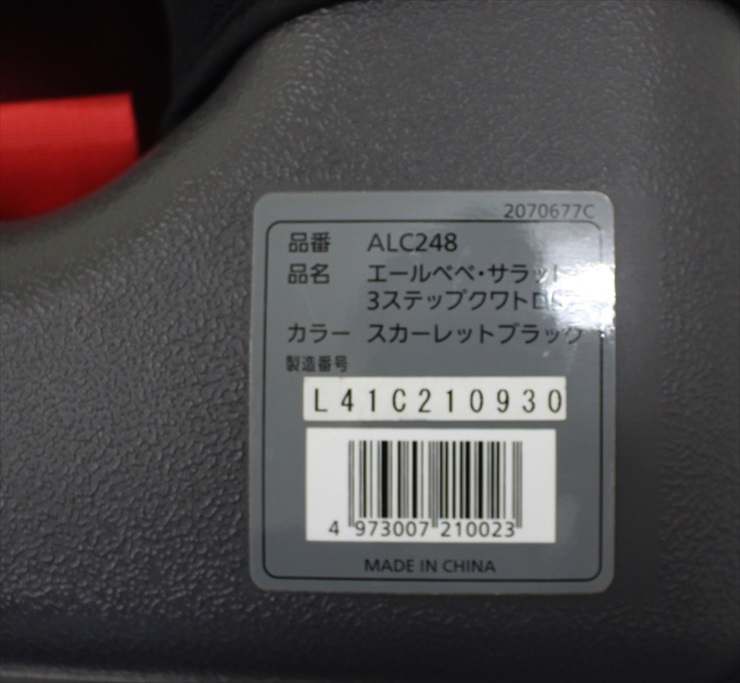 2070677C
品番 ALC248
品名 エールベベ・サラット
3ステップクワトロ
カラー スカーレットブラック
製造番号
L41C210930
4 973007 210023
MADE IN CHINA